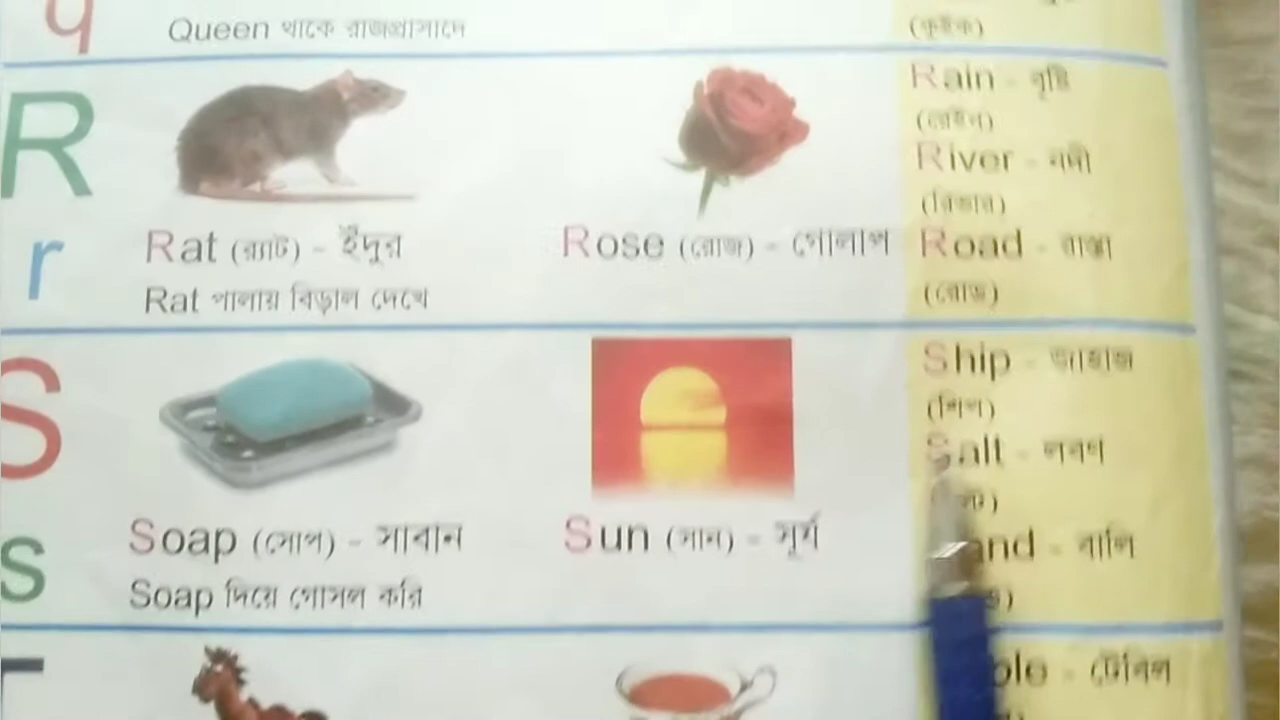 q
Queen থাকে রাজপ্রাসাদে
(কুইক)
R r
Rat (র‍্যাট) - ইঁদুর
Rat পালায় বিড়াল দেখে
Rose (রোজ) - গোলাপ
Rain - বৃষ্টি
(রেইন)
River - নদী
(রিভার)
Road - রাস্তা
(রোড)
S s
Soap (সোপ) - সাবান
Soap দিয়ে গোসল করি
Sun (সান) - সূর্য
Ship - জাহাজ
(শিপ)
Salt - লবণ
and - বালি
ble - টেবিল